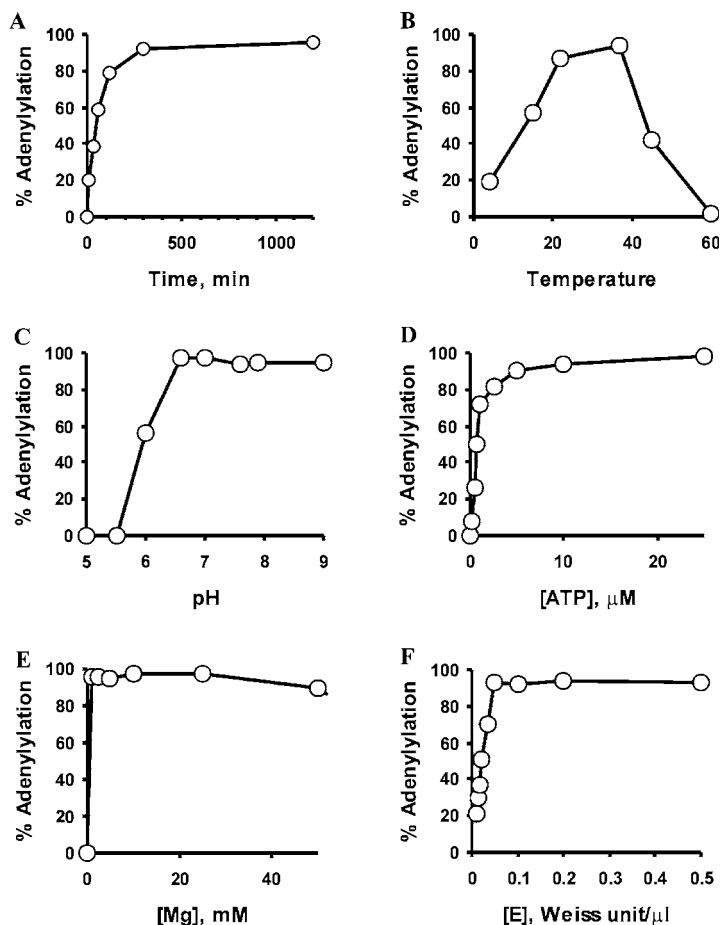 A
% Adenylylation
100
80
60
40
20
0
0 500 1000
Time, min
B
% Adenylylation
100
80
60
40
20
0
0 20 40 60
Temperature
C
% Adenylylation
100
80
60
40
20
0
5 6 7 8 9
pH
D
% Adenylylation
100
80
60
40
20
0
0 10 20
[ATP], μM
E
% Adenylylation
100
80
60
40
20
0
0 20 40
[Mg], mM
F
% Adenylylation
100
80
60
40
20
0
0 0.1 0.2 0.3 0.4 0.5
[E], Weiss unit/μl